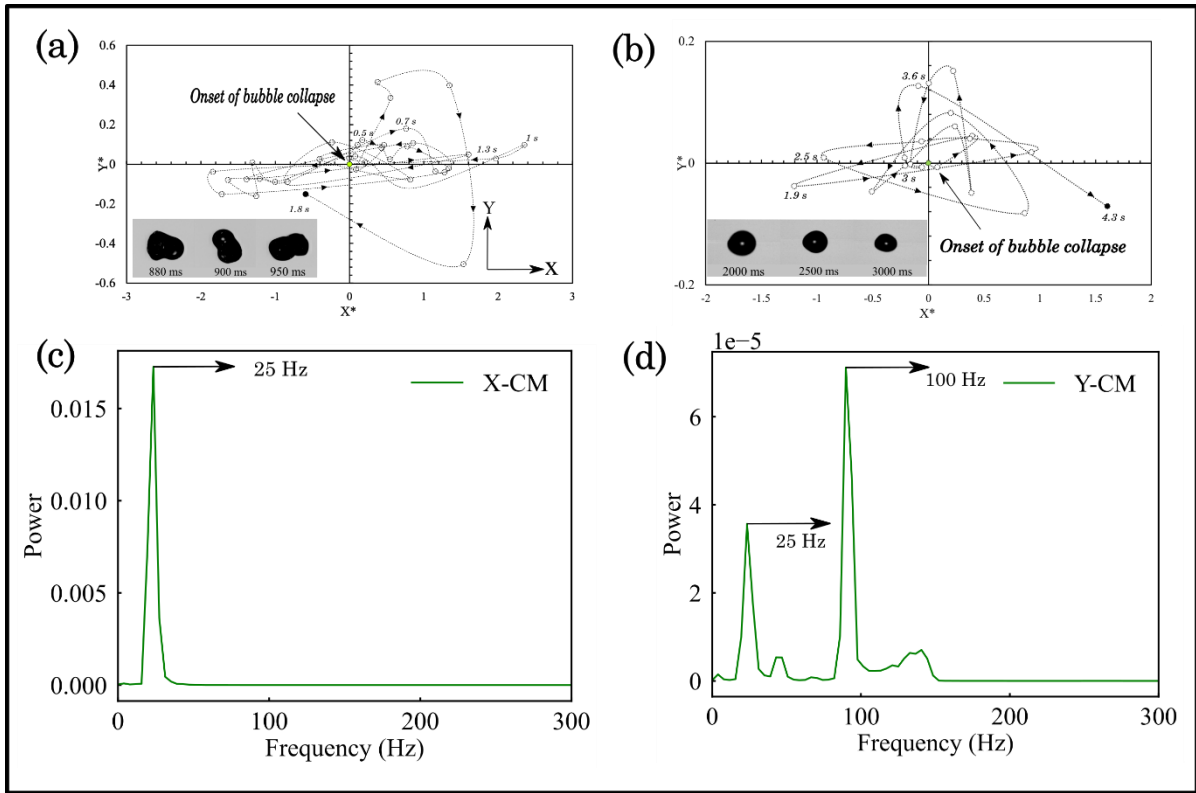 (a)
0.6
0.4
0.2
0.0
-0.2
-0.4
-0.6
Y*
Onset of bubble collapse
0.5 s
0.7 s
1 s
1.3 s
1.8 s
880 ms
900 ms
950 ms
Y
X
-3
-2
-1
0
1
2
3
X*
(b)
0.2
0.0
-0.2
Y*
3.6 s
2.5 s
3 s
1.9 s
4.3 s
Onset of bubble collapse
2000 ms
2500 ms
3000 ms
-2
-1.5
-1
-0.5
0
0.5
1
1.5
2
X*
(c)
25 Hz
X-CM
0.015
0.010
0.005
0.000
Power
0
100
200
300
Frequency (Hz)
(d)
1e−5
100 Hz
Y-CM
25 Hz
6
4
2
0
Power
0
100
200
300
Frequency (Hz)